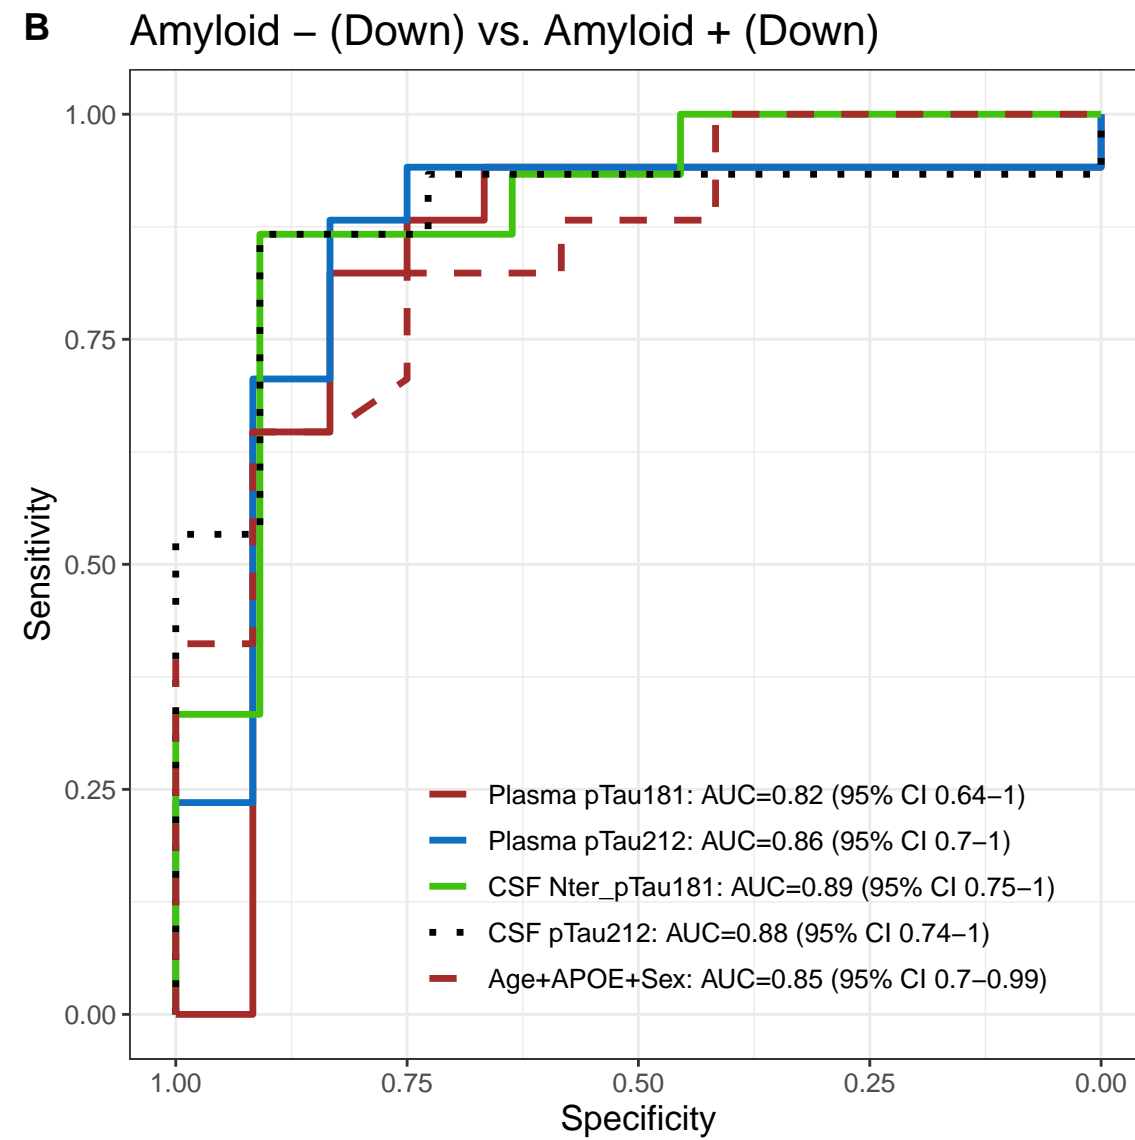 B Amyloid − (Down) vs. Amyloid + (Down)
1.00
0.75
0.50
0.25
0.00
Sensitivity
Plasma pTau181: AUC=0.82 (95% CI 0.64−1)
Plasma pTau212: AUC=0.86 (95% CI 0.7−1)
CSF Nter_pTau181: AUC=0.89 (95% CI 0.75−1)
CSF pTau212: AUC=0.88 (95% CI 0.74−1)
Age+APOE+Sex: AUC=0.85 (95% CI 0.7−0.99)
1.00 0.75 0.50 0.25 0.00
Specificity